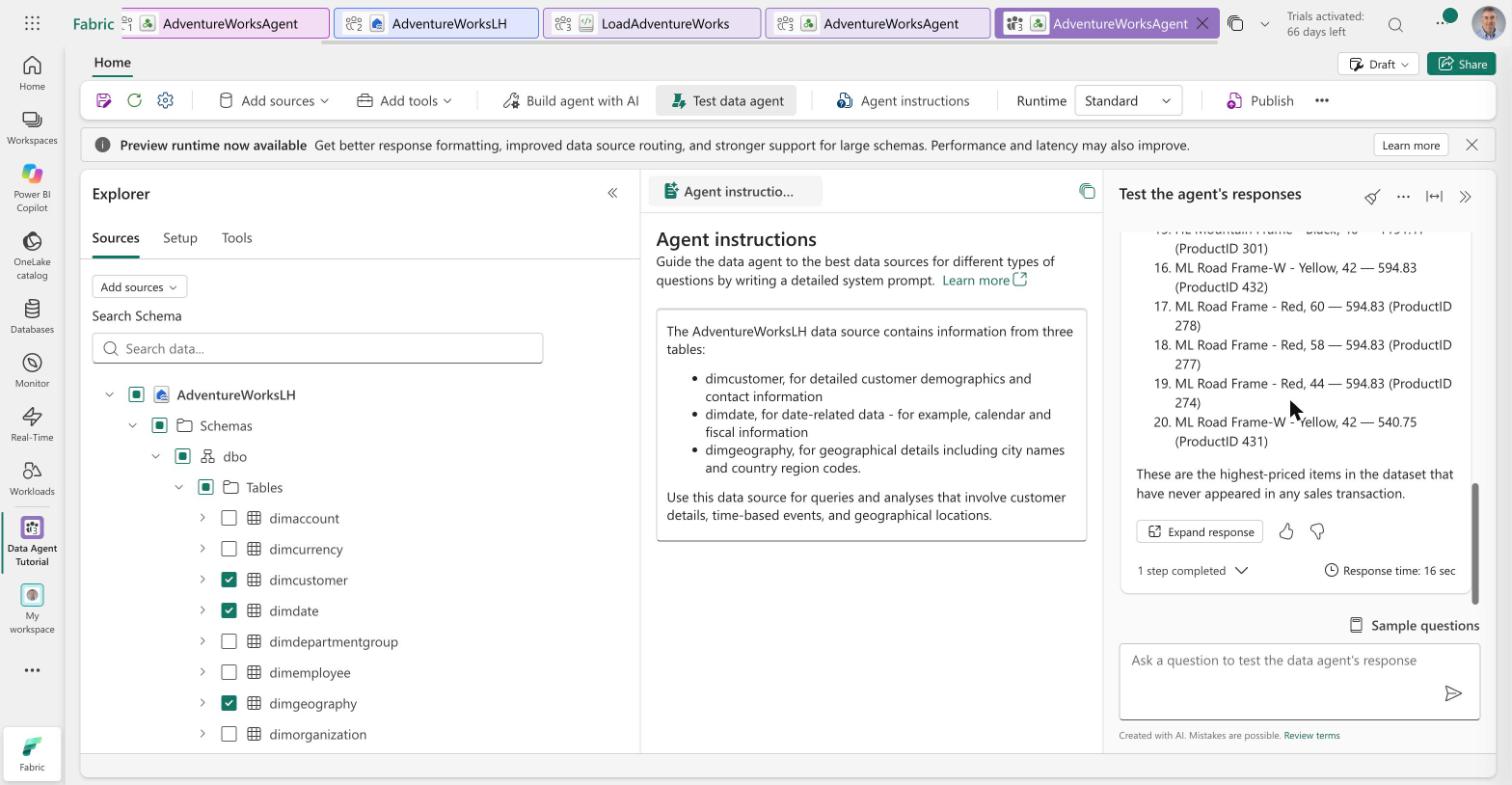 Fabric
1
AdventureWorksAgent
2
AdventureWorksLH
3
LoadAdventureWorks
3
AdventureWorksAgent
3
AdventureWorksAgent
Trials activated:
66 days left
Home
Draft
Share
Add sources
Add tools
Build agent with AI
Test data agent
Agent instructions
Runtime
Standard
Publish
Preview runtime now available Get better response formatting, improved data source routing, and stronger support for large schemas. Performance and latency may also improve.
Learn more
Home
Workspaces
Power BI
Copilot
OneLake
catalog
Databases
Monitor
Real-Time
Workloads
Data Agent
Tutorial
My
workspace
Fabric
Explorer
Sources
Setup
Tools
Add sources
Search Schema
Search data...
AdventureWorksLH
Schemas
dbo
Tables
dimaccount
dimcurrency
dimcustomer
dimdate
dimdepartmentgroup
dimemployee
dimgeography
dimorganization
Agent instructio...
Agent instructions
Guide the data agent to the best data sources for different types of
questions by writing a detailed system prompt. Learn more
The AdventureWorksLH data source contains information from three
tables:
• dimcustomer, for detailed customer demographics and
contact information
• dimdate, for date-related data - for example, calendar and
fiscal information
• dimgeography, for geographical details including city names
and country region codes.
Use this data source for queries and analyses that involve customer
details, time-based events, and geographical locations.
Test the agent's responses
(ProductID 301)
16. ML Road Frame-W - Yellow, 42 — 594.83
(ProductID 432)
17. ML Road Frame - Red, 60 — 594.83 (ProductID
278)
18. ML Road Frame - Red, 58 — 594.83 (ProductID
277)
19. ML Road Frame - Red, 44 — 594.83 (ProductID
274)
20. ML Road Frame-W - Yellow, 42 — 540.75
(ProductID 431)
These are the highest-priced items in the dataset that
have never appeared in any sales transaction.
Expand response
1 step completed
Response time: 16 sec
Sample questions
Ask a question to test the data agent's response
Created with AI. Mistakes are possible. Review terms